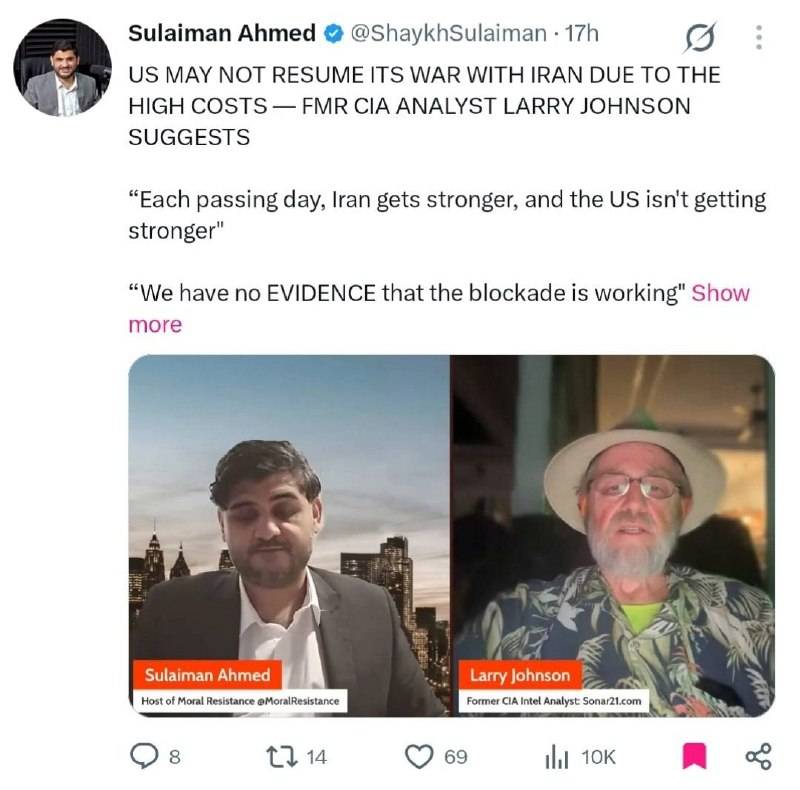 Sulaiman Ahmed @ShaykhSulaiman · 17h
US MAY NOT RESUME ITS WAR WITH IRAN DUE TO THE
HIGH COSTS — FMR CIA ANALYST LARRY JOHNSON
SUGGESTS
“Each passing day, Iran gets stronger, and the US isn't getting
stronger"
“We have no EVIDENCE that the blockade is working" Show
more
Sulaiman Ahmed
Host of Moral Resistance @MoralResistance
Larry Johnson
Former CIA Intel Analyst: Sonar21.com
8 14 69 10K